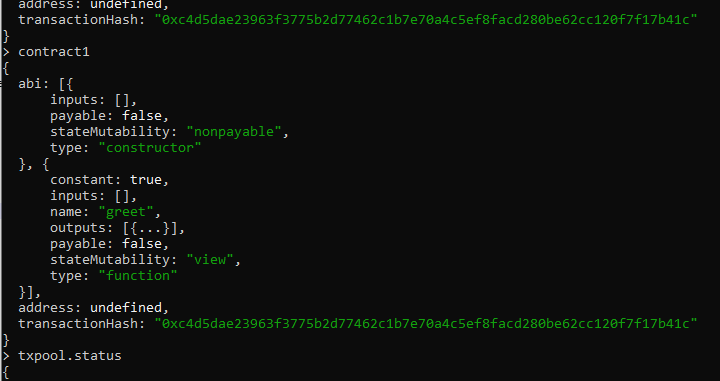 address: undefined,
transactionHash: "0xc4d5dae23963f3775b2d77462c1b7e70a4c5ef8facd280be62cc120f7f17b41c"
}
> contract1
{
abi: [{
inputs: [],
payable: false,
stateMutability: "nonpayable",
type: "constructor"
}, {
constant: true,
inputs: [],
name: "greet",
outputs: [{...}],
payable: false,
stateMutability: "view",
type: "function"
}],
address: undefined,
transactionHash: "0xc4d5dae23963f3775b2d77462c1b7e70a4c5ef8facd280be62cc120f7f17b41c"
}
> txpool.status
{